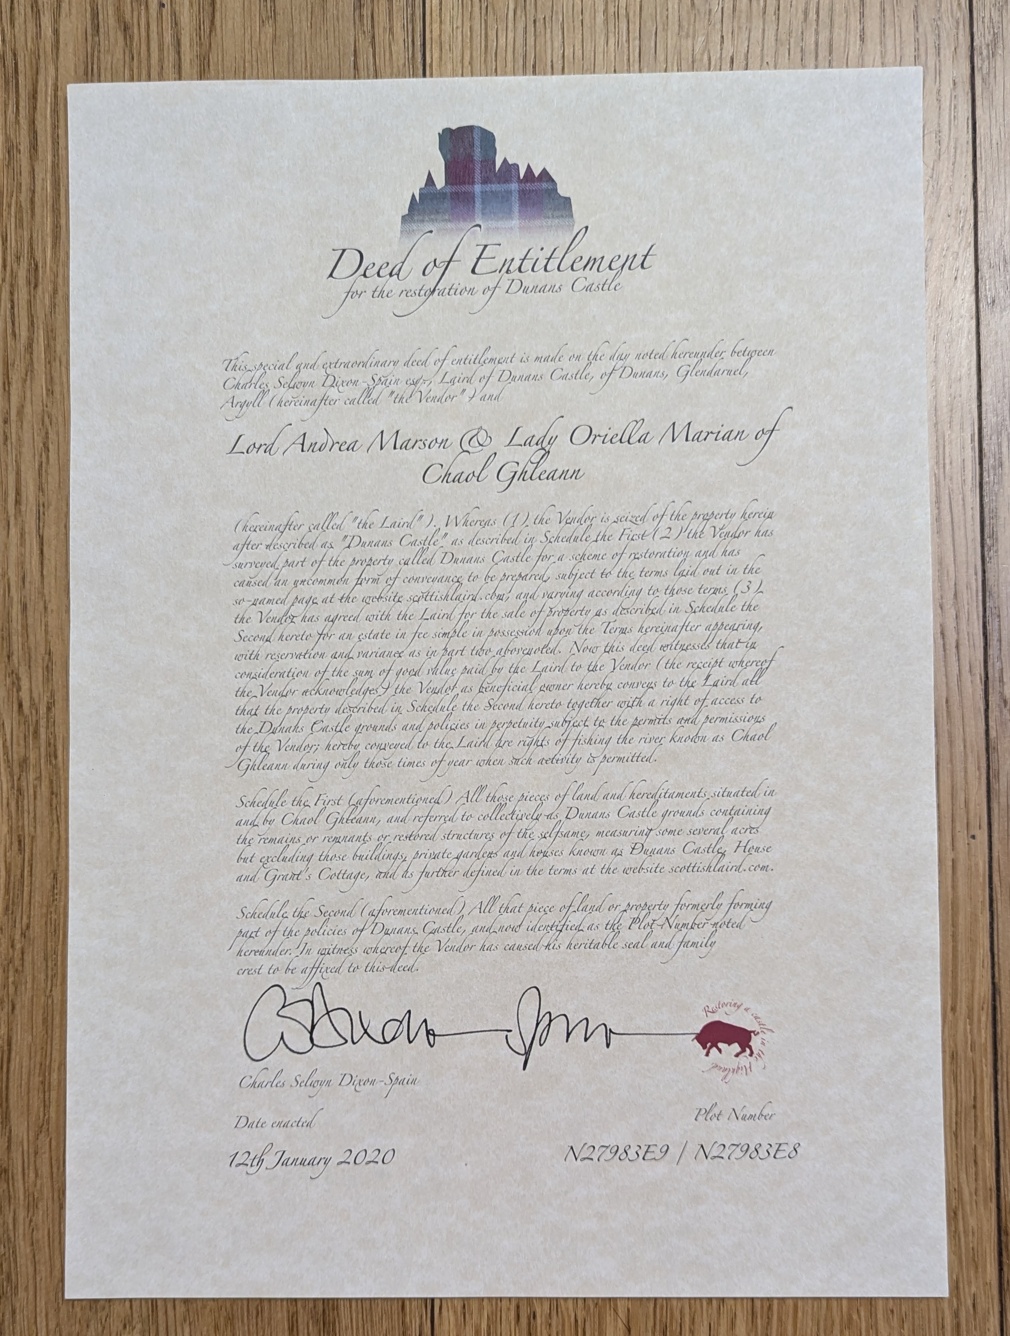 Deed of Entitlement
for the restoration of Dunans Castle
This special and extraordinary deed of entitlement is made on the day noted hereunder between
Charles Selwyn Dixon-Spain esq., Laird of Dunans Castle, of Dunans, Glendaruel,
Argyll (hereinafter called "the Vendor") and
Lord Andrea Marson & Lady Oriella Marian of
Chaol Ghleann
(hereinafter called "the Laird"). Whereas (1) the Vendor is seized of the property herein
after described as "Dunans Castle" as described in Schedule the First (2) the Vendor has
surveyed part of the property called Dunans Castle for a scheme of restoration and has
caused an uncommon form of conveyance to be prepared, subject to the terms laid out in the
so-named page at the website scottishlaird.com, and varying according to those terms (3)
the Vendor has agreed with the Laird for the sale of property as described in Schedule the
Second hereto for an estate in fee simple in possession upon the Terms hereinafter appearing,
with reservation and variance as in part two abovenoted. Now this deed witnesses that in
consideration of the sum of good value paid by the Laird to the Vendor (the receipt whereof
the Vendor acknowledges) the Vendor as beneficial owner hereby conveys to the Laird all
that the property described in Schedule the Second hereto together with a right of access to
the Dunans Castle grounds and policies in perpetuity subject to the permits and permissions
of the Vendor; hereby conveyed to the Laird are rights of fishing the river known as Chaol
Ghleann during only those times of year when such activity is permitted.
Schedule the First (aforementioned) All those pieces of land and hereditaments situated in
and by Chaol Ghleann, and referred to collectively as Dunans Castle grounds containing
the remains or remnants or restored structures of the selfsame, measuring some several acres
but excluding those buildings, private gardens and houses known as Dunans Castle, House
and Grant's Cottage, and as further defined in the terms at the website scottishlaird.com.
Schedule the Second (aforementioned) All that piece of land or property formerly forming
part of the policies of Dunans Castle, and now identified as the Plot Number noted
hereunder. In witness whereof the Vendor has caused his heritable seal and family
crest to be affixed to this deed.
Restoring a castle in the Highlands
Charles Selwyn Dixon-Spain
Date enacted
Plot Number
12th January 2020
N27983E9 / N27983E8